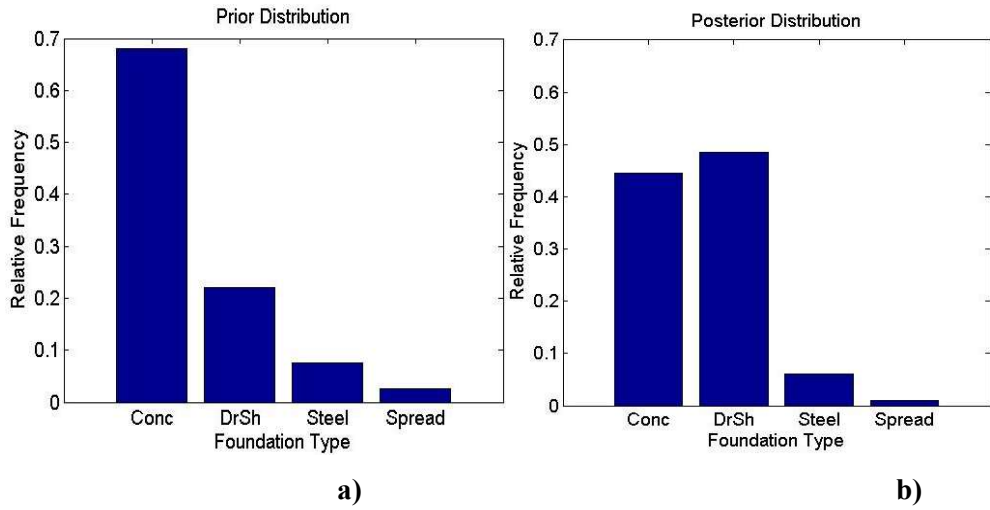 Prior Distribution
0.7
0.6
0.5
0.4
0.3
0.2
0.1
0
Relative Frequency
Conc DrSh Steel Spread
Foundation Type
a)
Posterior Distribution
0.7
0.6
0.5
0.4
0.3
0.2
0.1
0
Relative Frequency
Conc DrSh Steel Spread
Foundation Type
b)